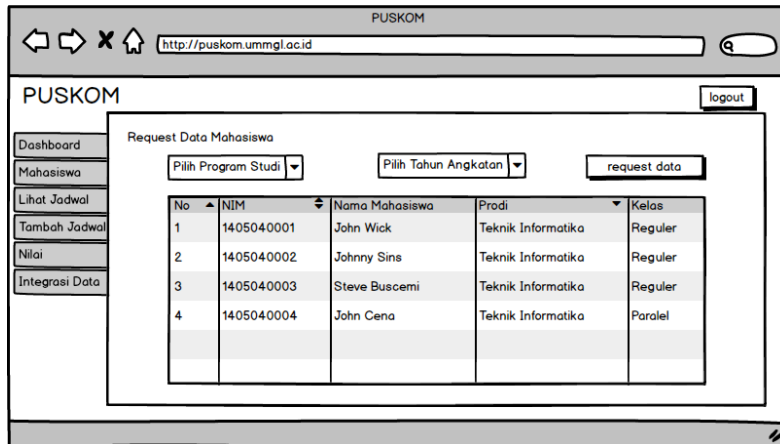 PUSKOM
http://puskom.ummgl.ac.id
PUSKOM
logout
Dashboard
Mahasiswa
Lihat Jadwal
Tambah Jadwal
Nilai
Integrasi Data
Request Data Mahasiswa
Pilih Program Studi
Pilih Tahun Angkatan
request data
No NIM Nama Mahasiswa Prodi Kelas
1 1405040001 John Wick Teknik Informatika Reguler
2 1405040002 Johnny Sins Teknik Informatika Reguler
3 1405040003 Steve Buscemi Teknik Informatika Reguler
4 1405040004 John Cena Teknik Informatika Paralel